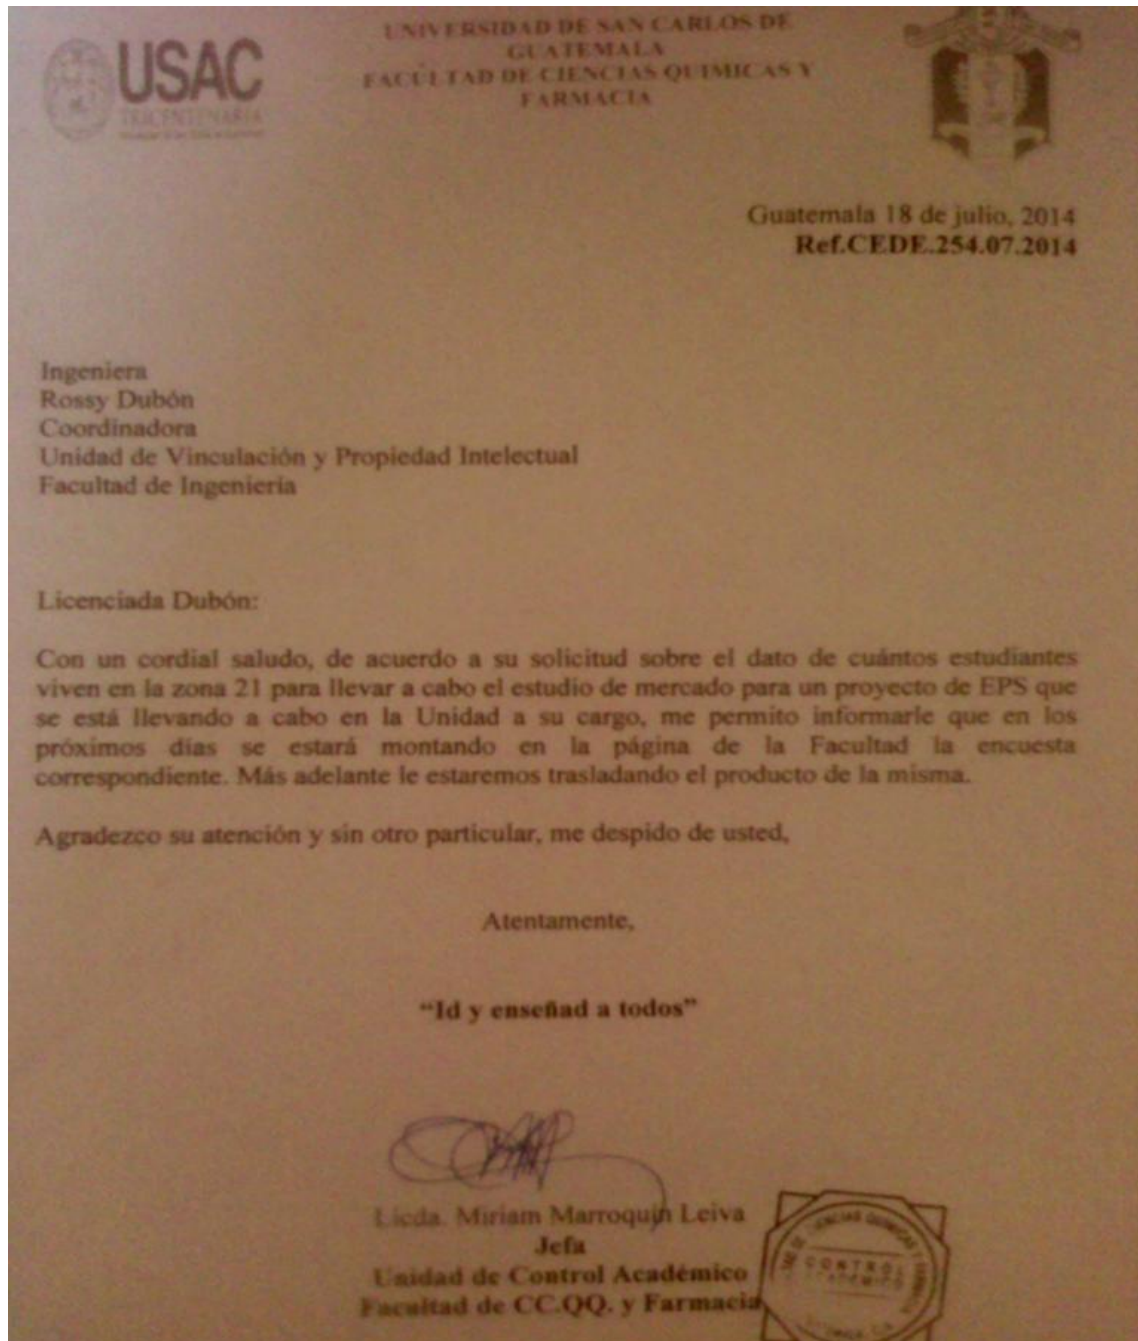 USAC
TRICENTENARIA
UNIVERSIDAD DE SAN CARLOS DE
GUATEMALA
FACULTAD DE CIENCIAS QUIMICAS Y
FARMACIA
Guatemala 18 de julio, 2014
Ref.CEDE.254.07.2014
Ingeniera
Rossy Dubón
Coordinadora
Unidad de Vinculación y Propiedad Intelectual
Facultad de Ingeniería
Licenciada Dubón:
Con un cordial saludo, de acuerdo a su solicitud sobre el dato de cuántos estudiantes
viven en la zona 21 para llevar a cabo el estudio de mercado para un proyecto de EPS que
se está llevando a cabo en la Unidad a su cargo, me permito informarle que en los
próximos días se estará montando en la página de la Facultad la encuesta
correspondiente. Más adelante le estaremos trasladando el producto de la misma.
Agradezco su atención y sin otro particular, me despido de usted,
Atentamente,
“Id y enseñad a todos”
Licda. Miriam Marroquín Leiva
Jefa
Unidad de Control Académico
Facultad de CC.QQ. y Farmacia
CIENCIAS QUIMICAS Y
CONTROL
ACADEMICO